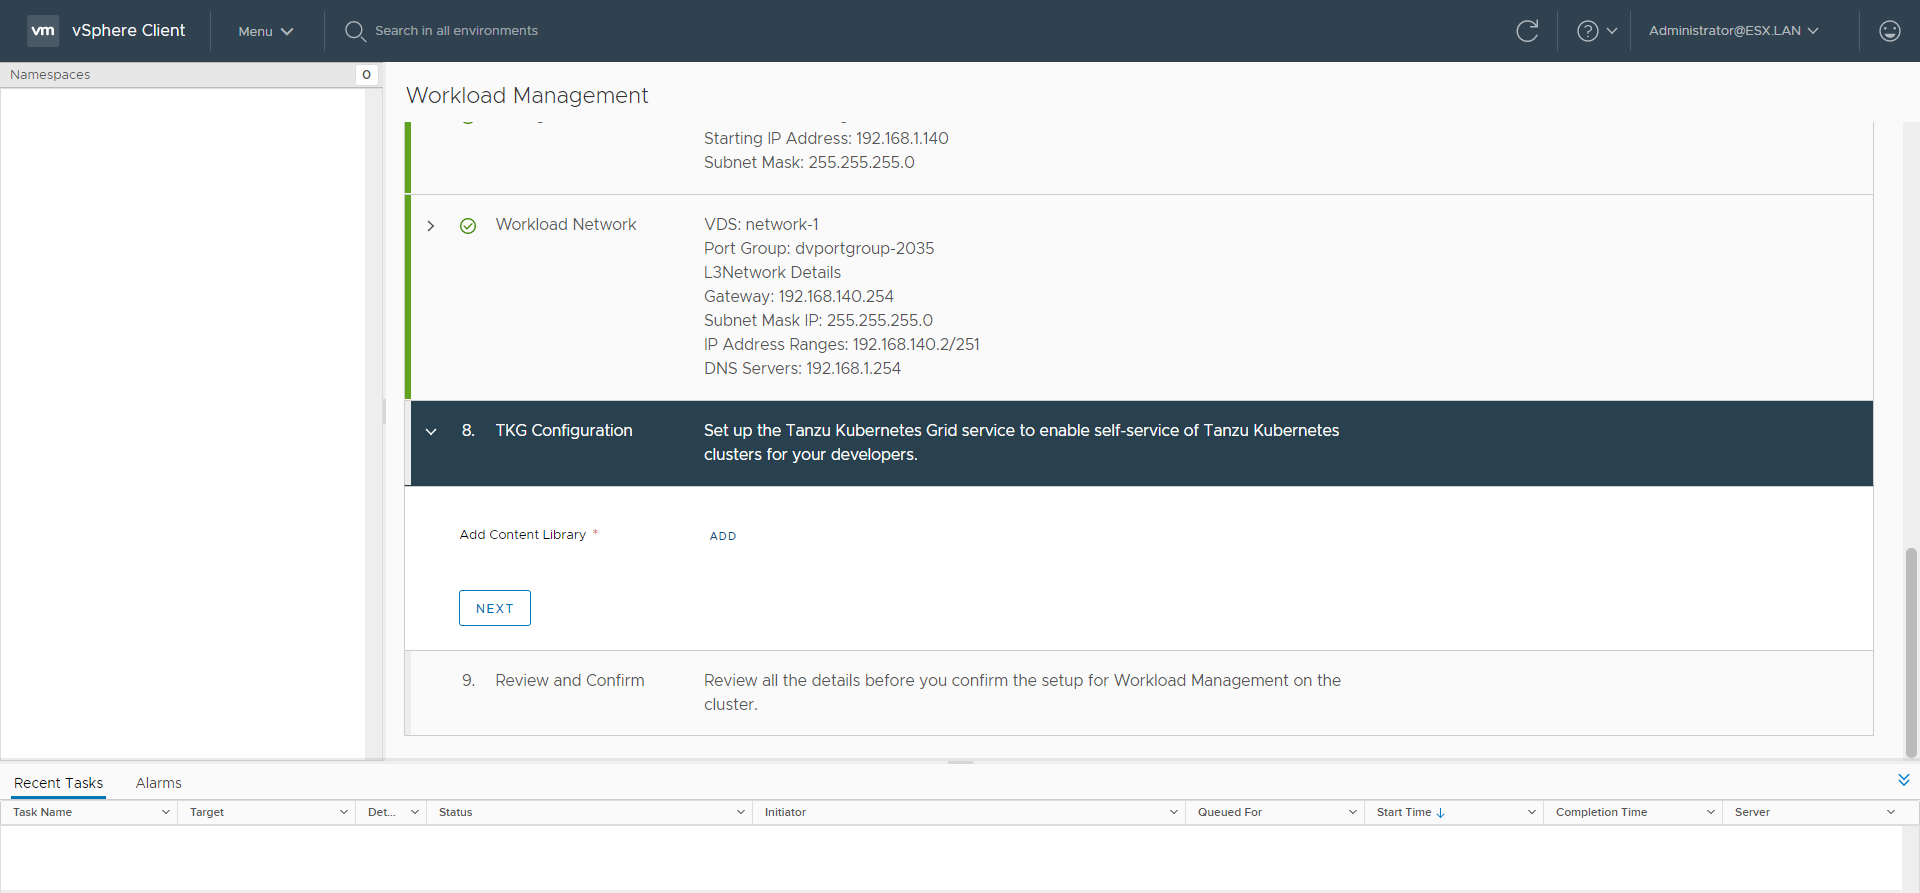 vm vSphere Client Menu Search in all environments Administrator@ESX.LAN
Namespaces 0
Workload Management
Starting IP Address: 192.168.1.140
Subnet Mask: 255.255.255.0
Workload Network VDS: network-1
Port Group: dvportgroup-2035
L3Network Details
Gateway: 192.168.140.254
Subnet Mask IP: 255.255.255.0
IP Address Ranges: 192.168.140.2/251
DNS Servers: 192.168.1.254
8. TKG Configuration Set up the Tanzu Kubernetes Grid service to enable self-service of Tanzu Kubernetes
clusters for your developers.
Add Content Library * ADD
NEXT
9. Review and Confirm Review all the details before you confirm the setup for Workload Management on the
cluster.
Recent Tasks Alarms
Task Name Target Det... Status Initiator Queued For Start Time Completion Time Server